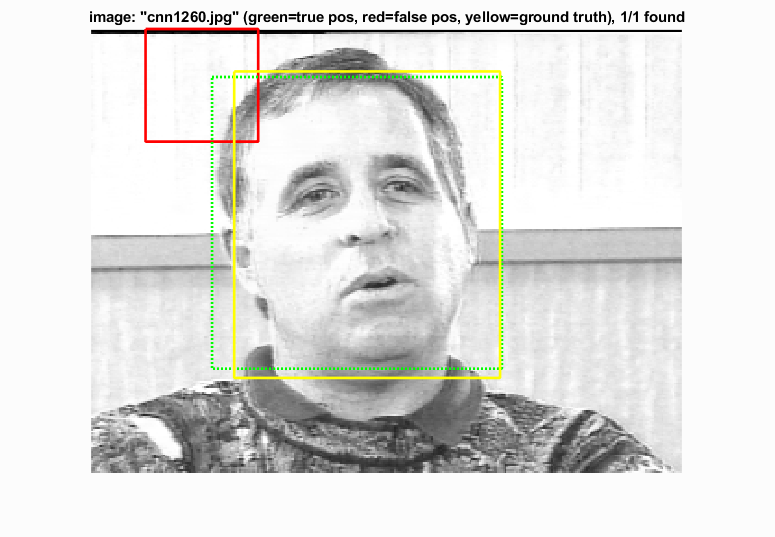 image: "cnn1260.jpg" (green=true pos, red=false pos, yellow=ground truth), 1/1 found